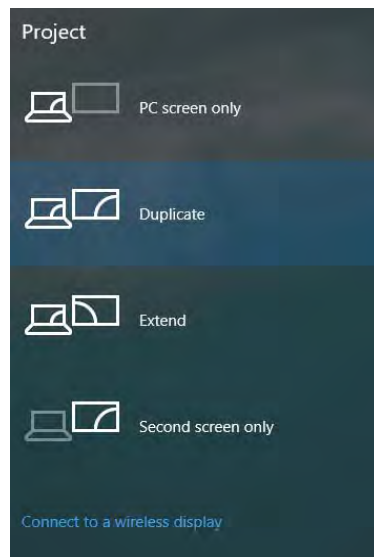 Project
PC screen only
Duplicate
Extend
Second screen only
Connect to a wireless display